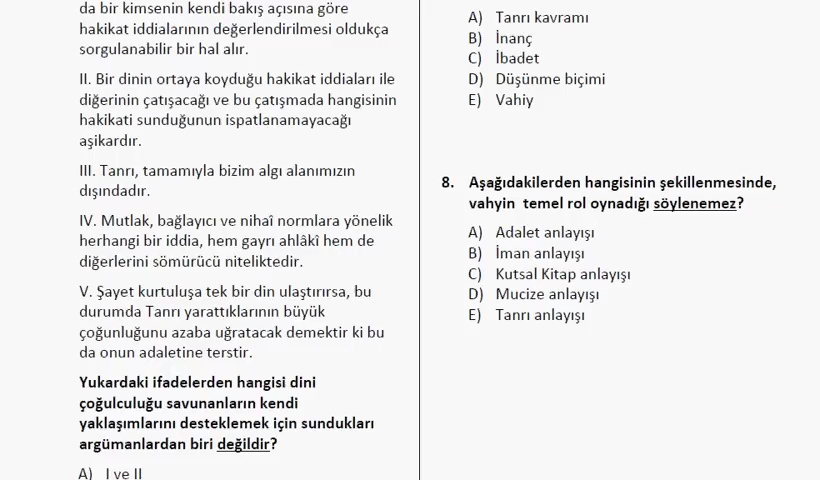 da bir kimsenin kendi bakış açısına göre
hakikat iddialarının değerlendirilmesi oldukça
sorgulanabilir bir hal alır.
II. Bir dinin ortaya koyduğu hakikat iddiaları ile
diğerinin çatışacağı ve bu çatışmada hangisinin
hakikati sunduğunun ispatlanamayacağı
aşikardır.
III. Tanrı, tamamıyla bizim algı alanımızın
dışındadır.
IV. Mutlak, bağlayıcı ve nihaî normlara yönelik
herhangi bir iddia, hem gayrı ahlâkî hem de
diğerlerini sömürücü niteliktedir.
V. Şayet kurtuluşa tek bir din ulaştırırsa, bu
durumda Tanrı yarattıklarının büyük
çoğunluğunu azaba uğratacak demektir ki bu
da onun adaletine terstir.
Yukardaki ifadelerden hangisi dini
çoğulculuğu savunanların kendi
yaklaşımlarını desteklemek için sundukları
argümanlardan biri değildir?
A) I ve II
A) Tanrı kavramı
B) İnanç
C) İbadet
D) Düşünme biçimi
E) Vahiy
8. Aşağıdakilerden hangisinin şekillenmesinde,
vahyin temel rol oynadığı söylenemez?
A) Adalet anlayışı
B) İman anlayışı
C) Kutsal Kitap anlayışı
D) Mucize anlayışı
E) Tanrı anlayışı